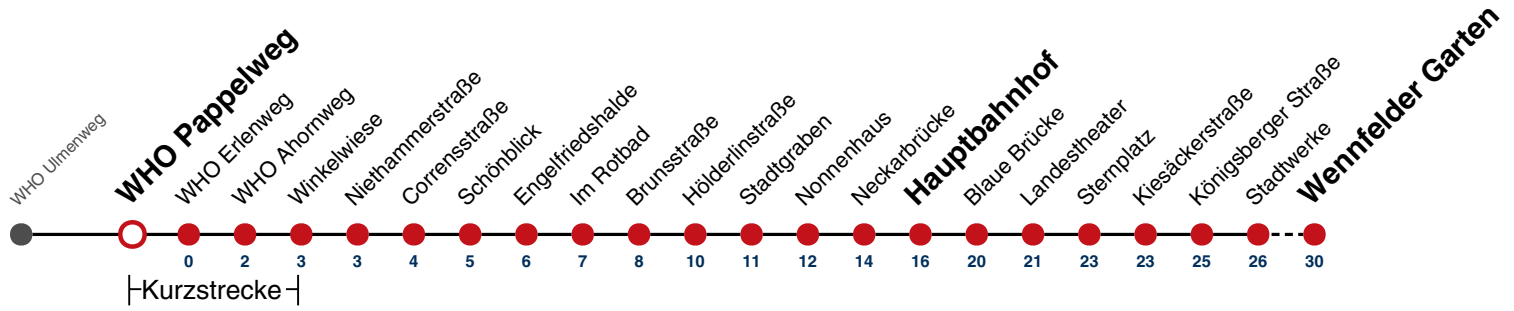 WHO Ulmenweg
WHO Pappelweg
WHO Erlenweg
WHO Ahornweg
Winkelwiese
Niethammerstraße
Corrensstraße
Schönblick
Engelfriedshalde
Im Rotbad
Brunsstraße
Hölderlinstraße
Stadtgraben
Nonnenhaus
Neckarbrücke
Hauptbahnhof
Blaue Brücke
Landestheater
Sternplatz
Kiesäckerstraße
Königsberger Straße
Stadtwerke
Wennfelder Garten
0 2 3 3 4 5 6 7 8 10 11 12 14 16 20 21 23 23 25 26 30
Kurzstrecke